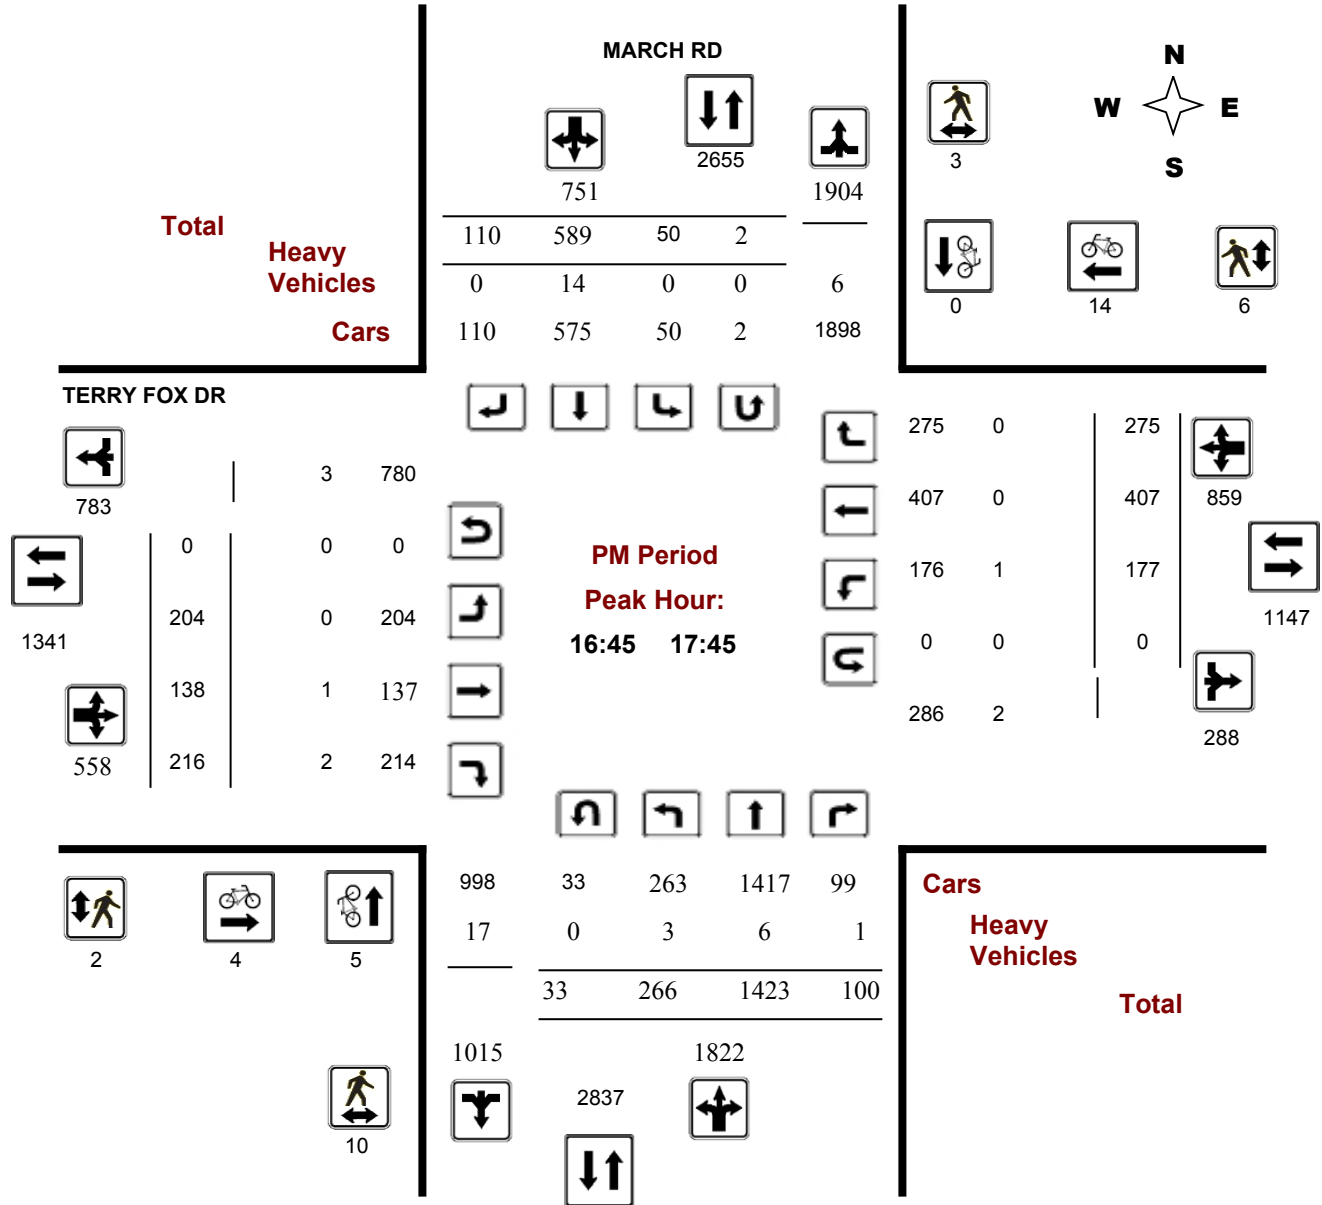 MARCH RD
N
W E
S
2655
3
751 1904
Total
110 589 50 2
Heavy
Vehicles
0 14 0 0 6
0 14 6
Cars
110 575 50 2 1898
TERRY FOX DR
275 0 275
3 780
783
407 0 407 859
0 0 0
PM Period
176 1 177
Peak Hour:
204 0 204
1147
1341
16:45 17:45
0 0 0
138 1 137
286 2
288
558 216 2 214
998 33 263 1417 99
Cars
17 0 3 6 1
Heavy
Vehicles
2 4 5
33 266 1423 100
Total
1015 1822
2837
10